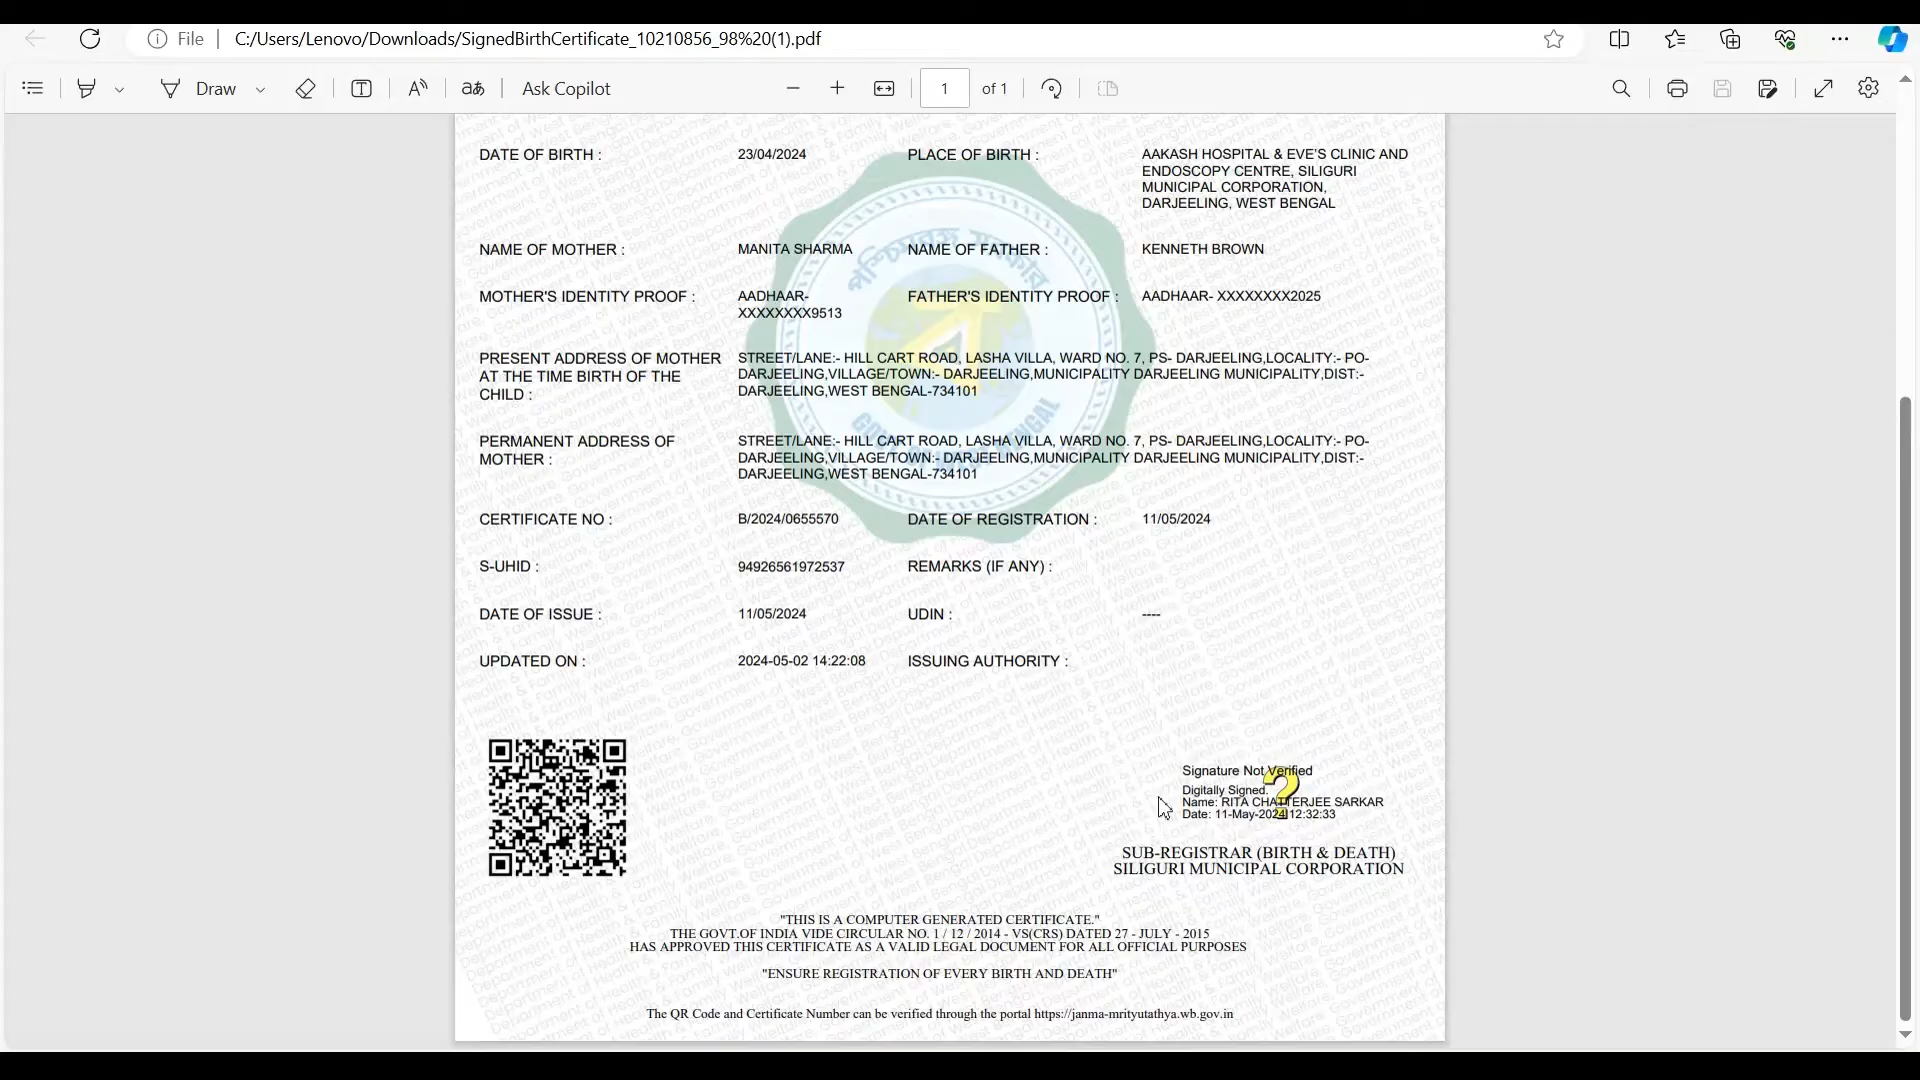 File
C:/Users/Lenovo/Downloads/SignedBirthCertificate_10210856_98%20(1).pdf
Draw
aあ
Ask Copilot
1
of 1
DATE OF BIRTH :
23/04/2024
PLACE OF BIRTH :
AAKASH HOSPITAL & EVE'S CLINIC AND
ENDOSCOPY CENTRE, SILIGURI
MUNICIPAL CORPORATION,
DARJEELING, WEST BENGAL
NAME OF MOTHER :
MANITA SHARMA
NAME OF FATHER :
KENNETH BROWN
MOTHER'S IDENTITY PROOF :
AADHAAR-
XXXXXXXX9513
FATHER'S IDENTITY PROOF :
AADHAAR- XXXXXXXX2025
PRESENT ADDRESS OF MOTHER
AT THE TIME BIRTH OF THE
CHILD :
STREET/LANE:- HILL CART ROAD, LASHA VILLA, WARD NO. 7, PS- DARJEELING,LOCALITY:- PO-
DARJEELING,VILLAGE/TOWN:- DARJEELING,MUNICIPALITY DARJEELING MUNICIPALITY,DIST:-
DARJEELING,WEST BENGAL-734101
PERMANENT ADDRESS OF
MOTHER :
STREET/LANE:- HILL CART ROAD, LASHA VILLA, WARD NO. 7, PS- DARJEELING,LOCALITY:- PO-
DARJEELING,VILLAGE/TOWN:- DARJEELING,MUNICIPALITY DARJEELING MUNICIPALITY,DIST:-
DARJEELING,WEST BENGAL-734101
GOVT. OF WEST BENGAL
CERTIFICATE NO :
B/2024/0655570
DATE OF REGISTRATION :
11/05/2024
S-UHID :
94926561972537
REMARKS (IF ANY) :
DATE OF ISSUE :
11/05/2024
UDIN :
----
UPDATED ON :
2024-05-02 14:22:08
ISSUING AUTHORITY :
Signature Not Verified
Digitally Signed.
Name: RITA CHATTERJEE SARKAR
Date: 11-May-2024 12:32:33
SUB-REGISTRAR (BIRTH & DEATH)
SILIGURI MUNICIPAL CORPORATION
"THIS IS A COMPUTER GENERATED CERTIFICATE."
THE GOVT.OF INDIA VIDE CIRCULAR NO. 1 / 12 / 2014 - VS(CRS) DATED 27 - JULY - 2015
HAS APPROVED THIS CERTIFICATE AS A VALID LEGAL DOCUMENT FOR ALL OFFICIAL PURPOSES
"ENSURE REGISTRATION OF EVERY BIRTH AND DEATH"
The QR Code and Certificate Number can be verified through the portal https://janma-mrityutathya.wb.gov.in